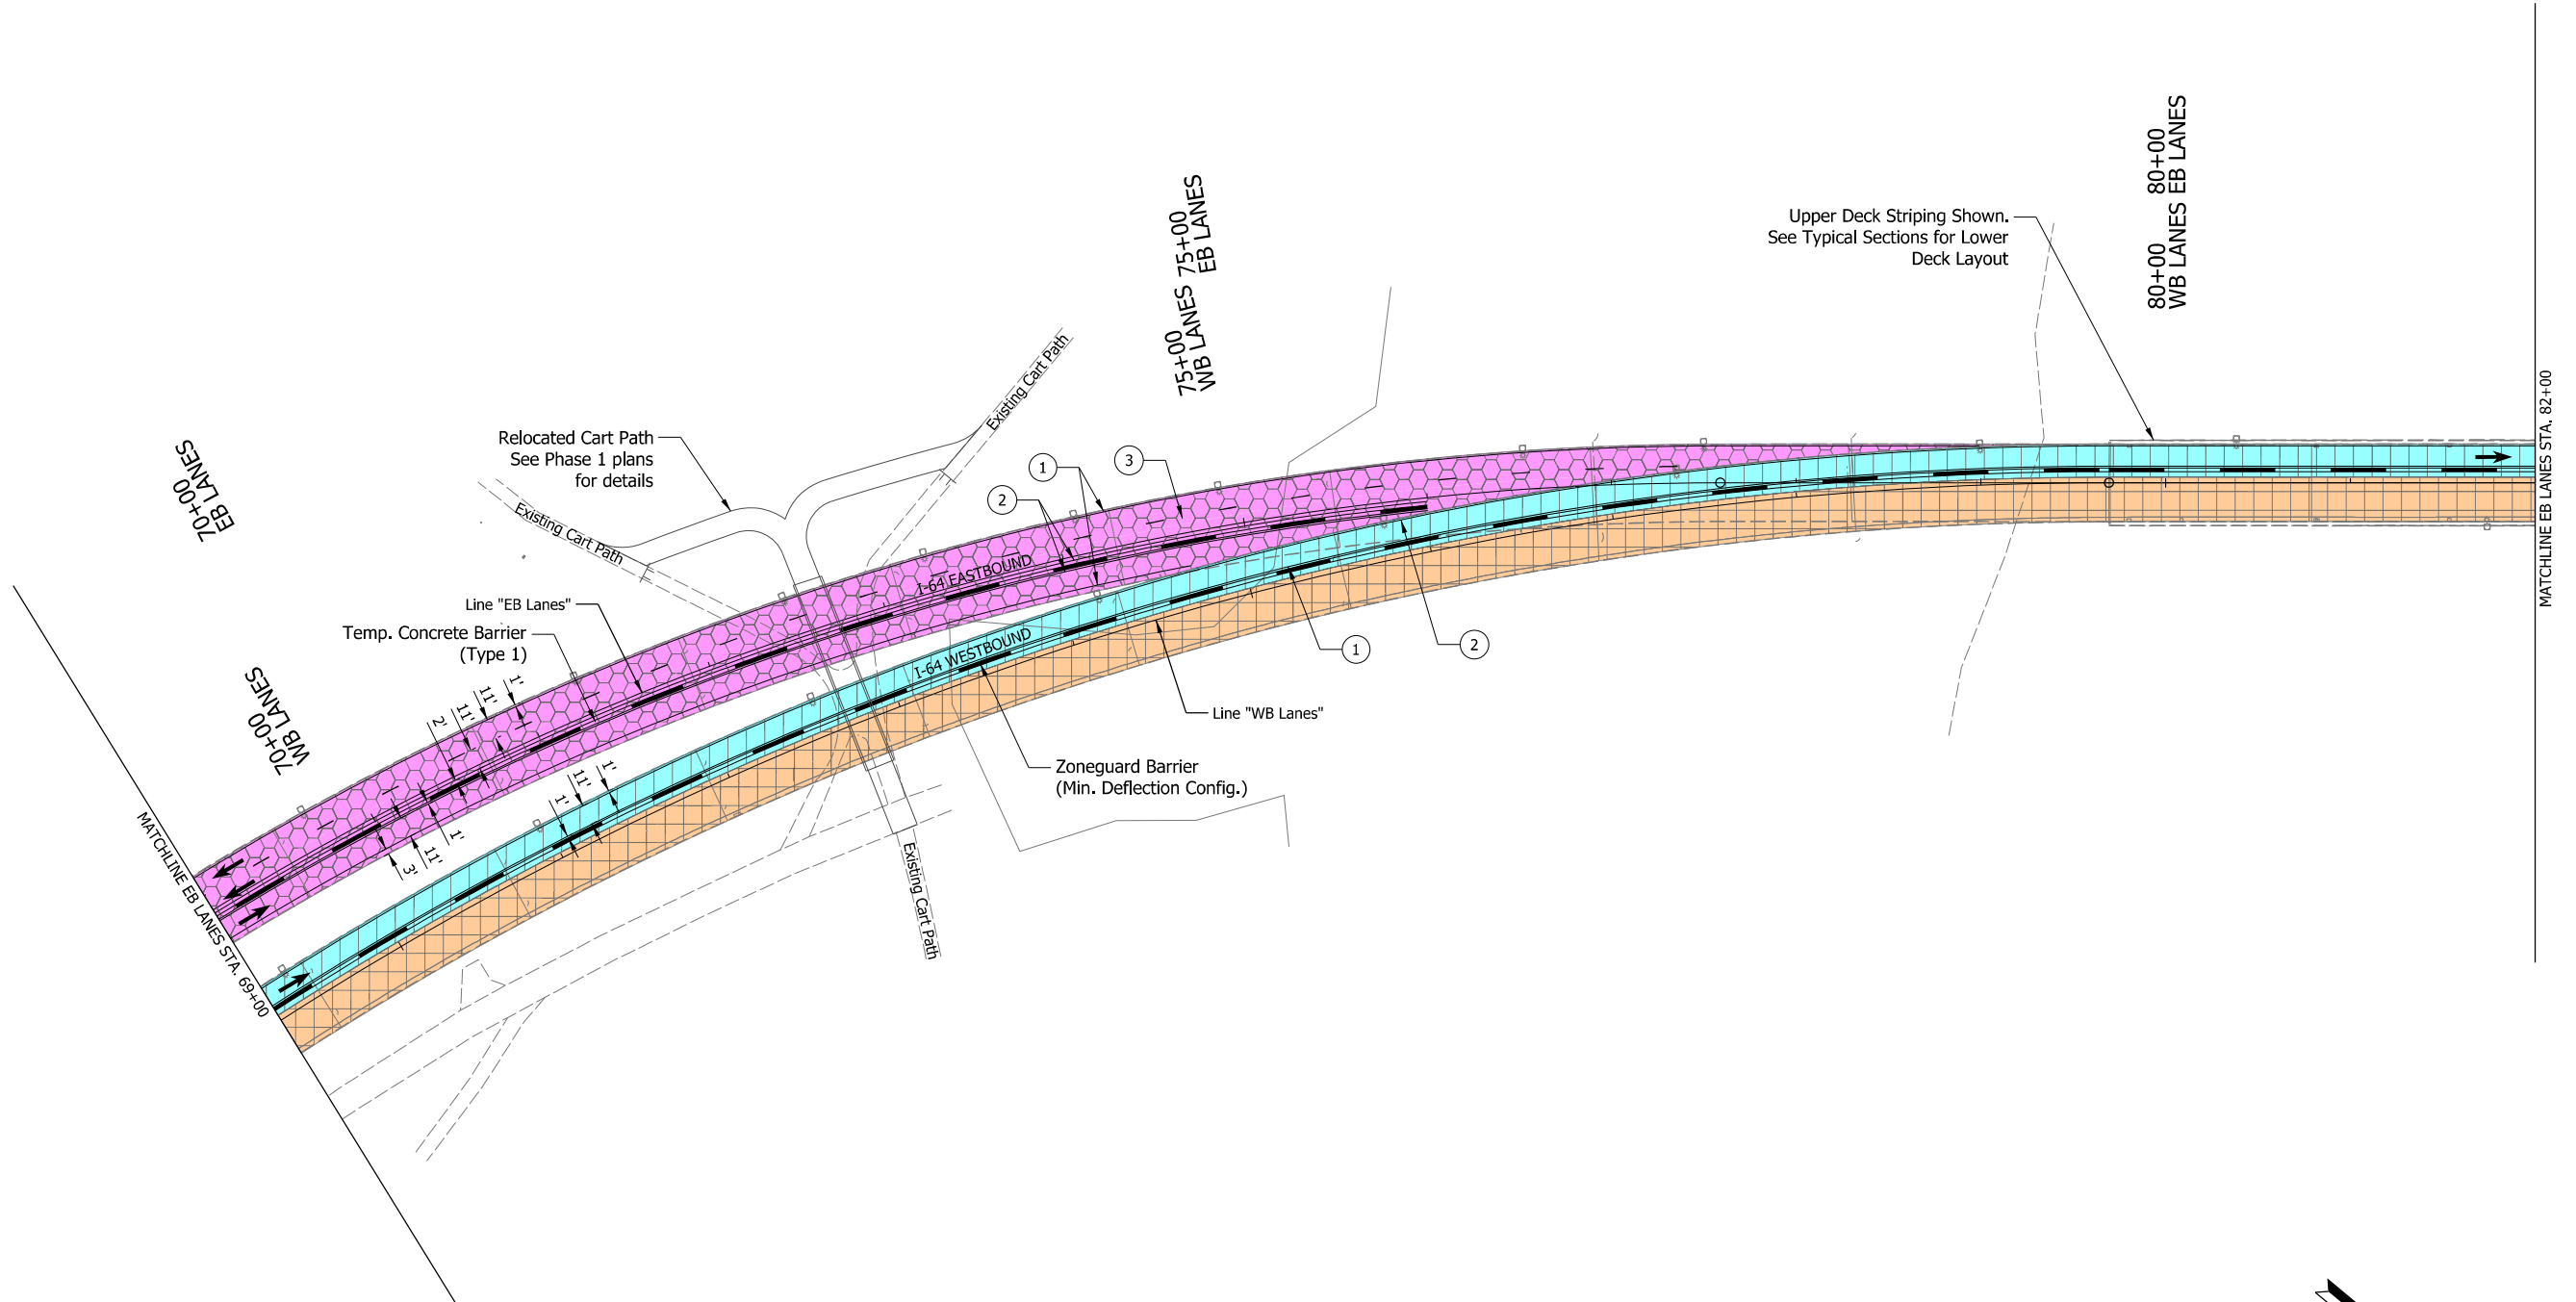 80+00 80+00
WB LANES EB LANES
75+00 75+00
WB LANES EB LANES
Upper Deck Striping Shown.
See Typical Sections for Lower
Deck Layout
MATCHLINE EB LANES STA. 82+00
Existing Cart Path
Relocated Cart Path
See Phase 1 plans
for details
70+00
EB LANES
1
3
2
Existing Cart Path
I-64 EASTBOUND
Line "EB Lanes"
Temp. Concrete Barrier
(Type 1)
I-64 WESTBOUND
1
2
70+00
WB LANES
2'
11'
11'
1'
Line "WB Lanes"
Zoneguard Barrier
(Min. Deflection Config.)
1'
11'
1'
1'
11'
3'
MATCHLINE EB LANES STA. 69+00
Existing Cart Path